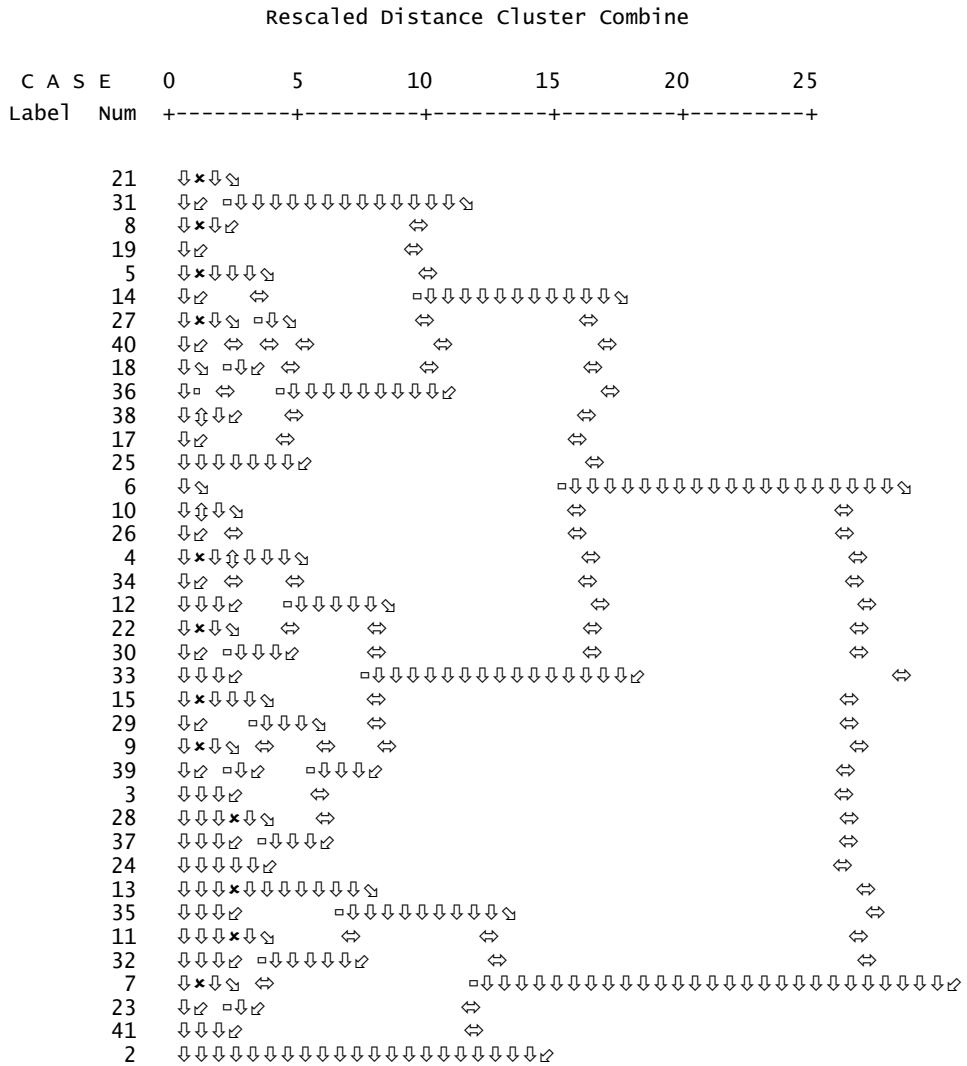 Rescaled Distance Cluster Combine
C A S E 0 5 10 15 20 25
Label Num +---------+---------+---------+---------+---------+
21 ⇩×⇩⬂
31 ⇩⬃ ▫⇩⇩⇩⇩⇩⇩⇩⇩⇩⇩⇩⇩⇩⬂
8 ⇩×⇩⬃ ⇔
19 ⇩⬃ ⇔
5 ⇩×⇩⇩⇩⬂ ⇔
14 ⇩⬃ ⇔ ▫⇩⇩⇩⇩⇩⇩⇩⇩⇩⇩⇩⬂
27 ⇩×⇩⬂ ▫⇩⬂ ⇔ ⇔
40 ⇩⬃ ⇔ ⇔ ⇔ ⇔ ⇔
18 ⇩⬂ ▫⇩⬃ ⇔ ⇔ ⇔
36 ⇩▫ ⇔ ▫⇩⇩⇩⇩⇩⇩⇩⇩⇩⬃ ⇔
38 ⇩⇕⇩⬃ ⇔ ⇔
17 ⇩⬃ ⇔ ⇔
25 ⇩⇩⇩⇩⇩⇩⇩⬃ ⇔
6 ⇩⬂ ▫⇩⇩⇩⇩⇩⇩⇩⇩⇩⇩⇩⇩⇩⇩⇩⇩⇩⇩⇩⬂
10 ⇩⇕⇩⬂ ⇔ ⇔
26 ⇩⬃ ⇔ ⇔ ⇔
4 ⇩×⇩⇕⇩⇩⇩⬂ ⇔ ⇔
34 ⇩⬃ ⇔ ⇔ ⇔ ⇔
12 ⇩⇩⇩⬃ ▫⇩⇩⇩⇩⇩⬂ ⇔ ⇔
22 ⇩×⇩⬂ ⇔ ⇔ ⇔ ⇔
30 ⇩⬃ ▫⇩⇩⇩⬃ ⇔ ⇔ ⇔
33 ⇩⇩⇩⬃ ▫⇩⇩⇩⇩⇩⇩⇩⇩⇩⇩⇩⇩⇩⇩⇩⬃ ⇔
15 ⇩×⇩⇩⇩⬂ ⇔ ⇔
29 ⇩⬃ ▫⇩⇩⇩⬂ ⇔ ⇔
9 ⇩×⇩⬂ ⇔ ⇔ ⇔ ⇔
39 ⇩⬃ ▫⇩⬃ ▫⇩⇩⇩⬃ ⇔
3 ⇩⇩⇩⬃ ⇔ ⇔
28 ⇩⇩⇩×⇩⬂ ⇔ ⇔
37 ⇩⇩⇩⬃ ▫⇩⇩⇩⬃ ⇔
24 ⇩⇩⇩⇩⇩⬃ ⇔
13 ⇩⇩⇩×⇩⇩⇩⇩⇩⇩⇩⬂ ⇔
35 ⇩⇩⇩⬃ ▫⇩⇩⇩⇩⇩⇩⇩⇩⇩⬂ ⇔
11 ⇩⇩⇩×⇩⬂ ⇔ ⇔ ⇔
32 ⇩⇩⇩⬃ ▫⇩⇩⇩⇩⇩⬃ ⇔ ⇔
7 ⇩×⇩⬂ ⇔ ▫⇩⇩⇩⇩⇩⇩⇩⇩⇩⇩⇩⇩⇩⇩⇩⇩⇩⇩⇩⇩⇩⇩⇩⇩⇩⇩⇩⬃
23 ⇩⬃ ▫⇩⬃ ⇔
41 ⇩⇩⇩⬃ ⇔
2 ⇩⇩⇩⇩⇩⇩⇩⇩⇩⇩⇩⇩⇩⇩⇩⇩⇩⇩⇩⇩⇩⬃